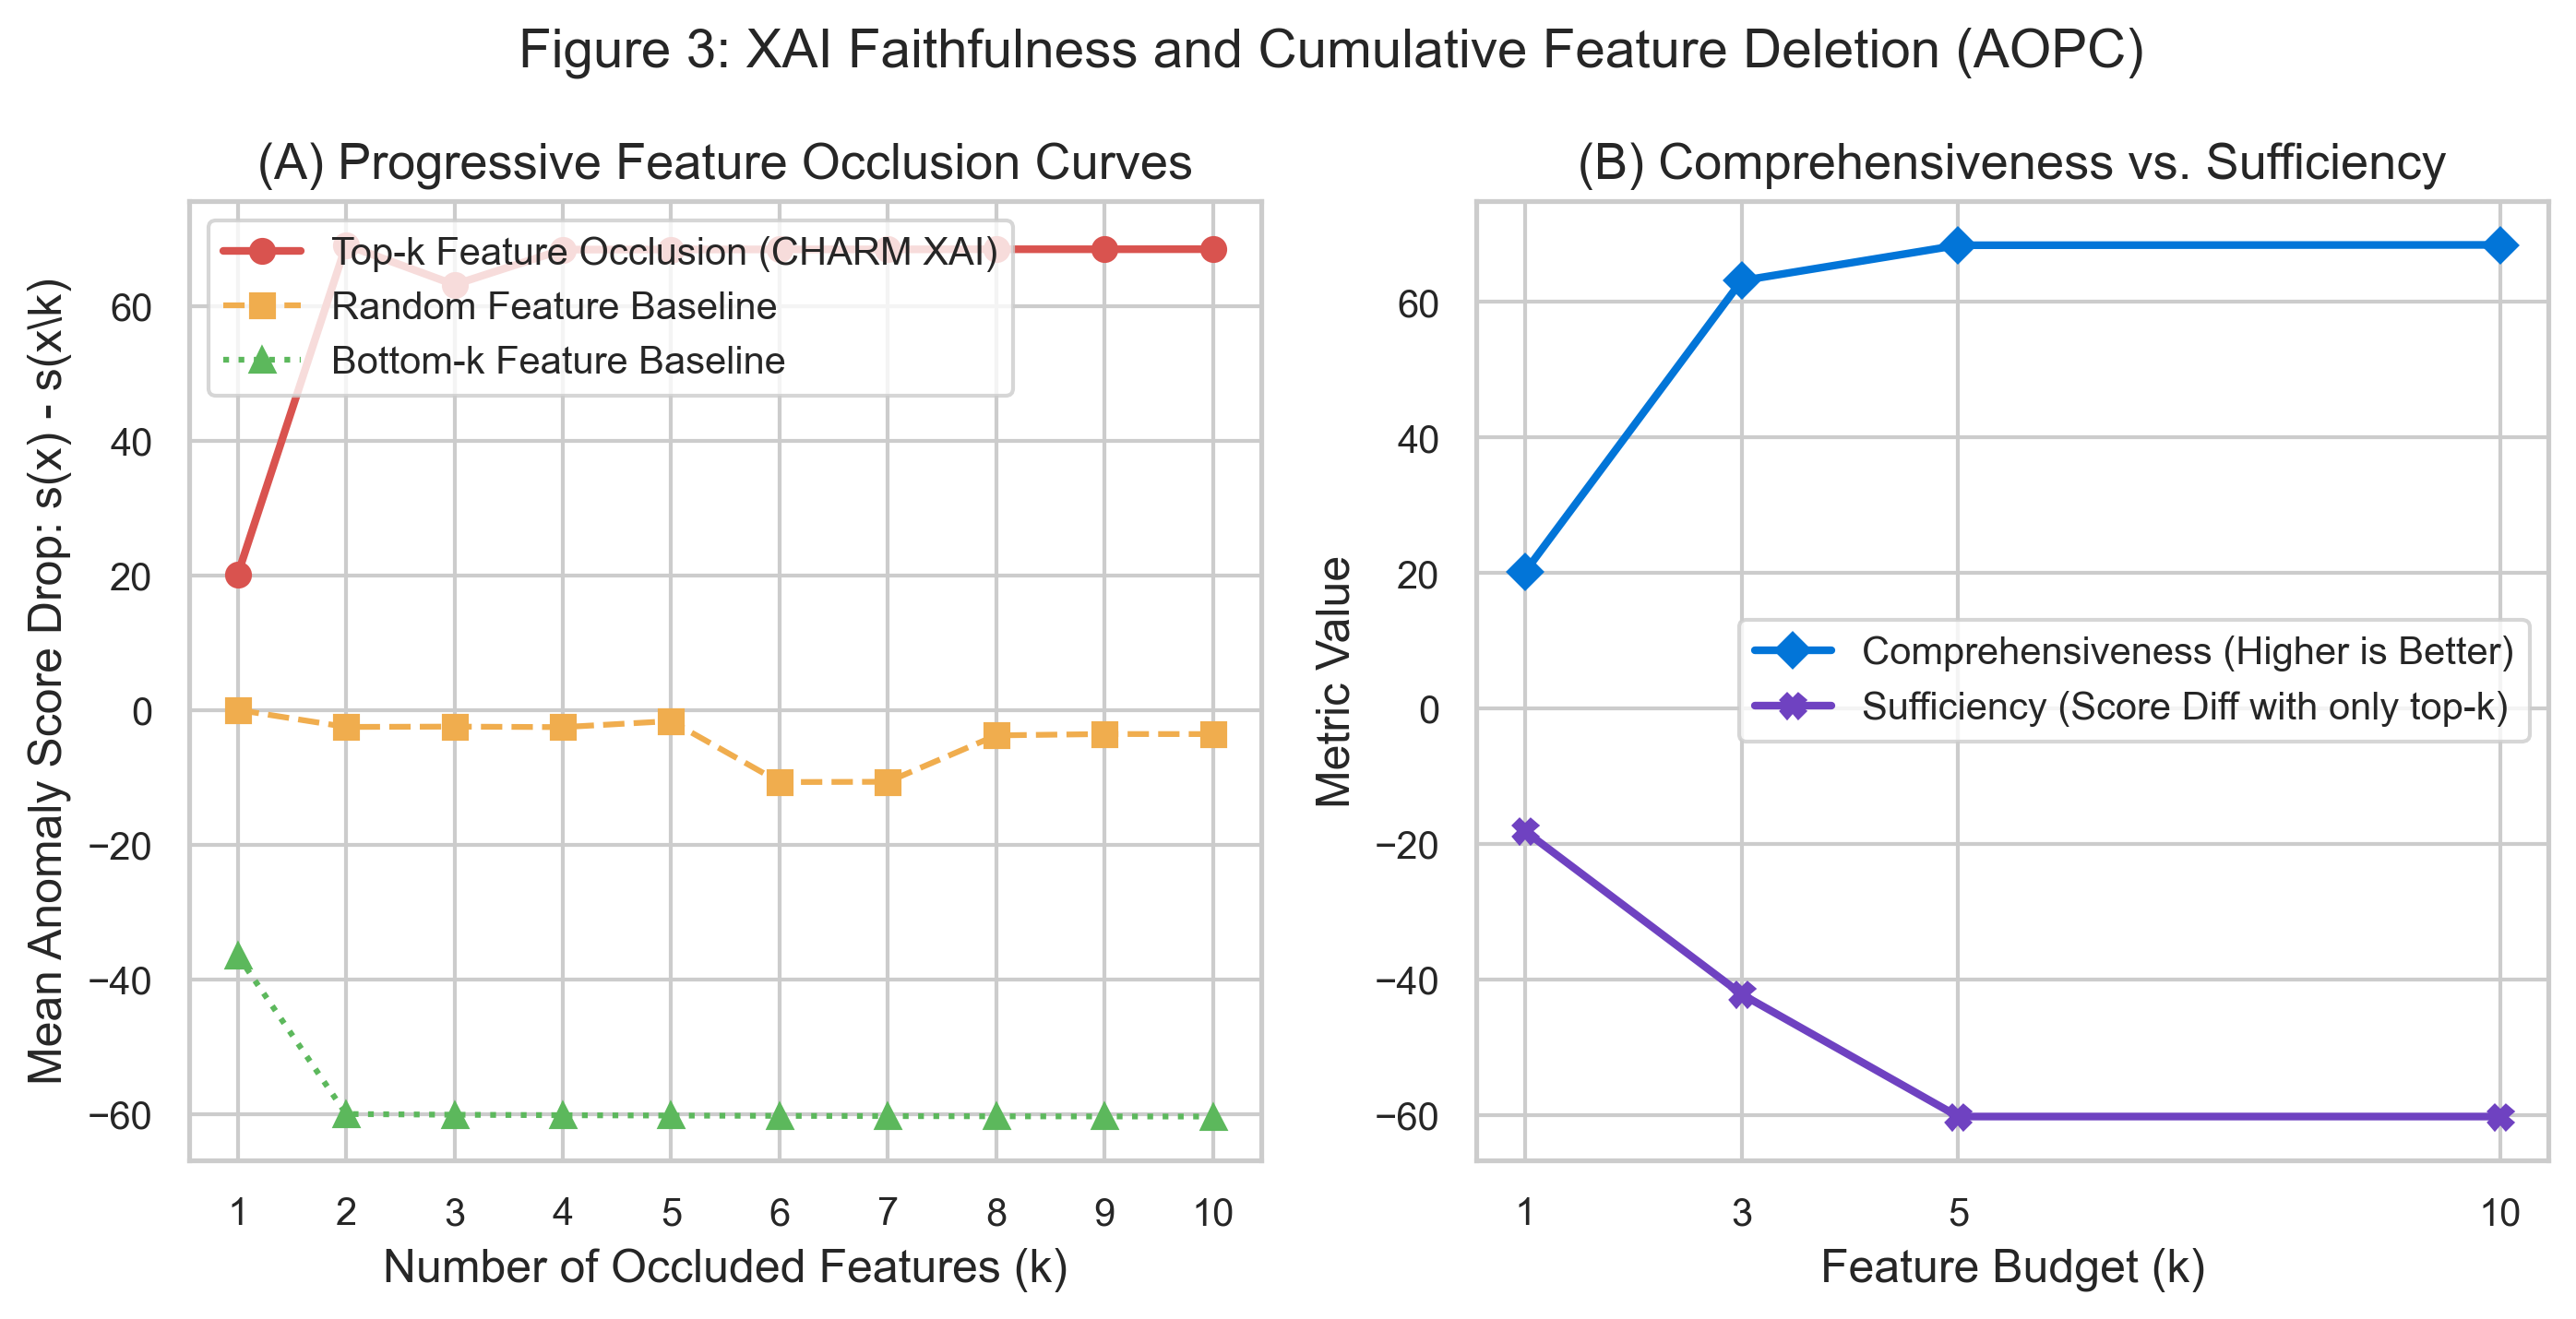 Figure 3: XAI Faithfulness and Cumulative Feature Deletion (AOPC)
(A) Progressive Feature Occlusion Curves
Top-k Feature Occlusion (CHARM XAI)
Random Feature Baseline
Bottom-k Feature Baseline
Mean Anomaly Score Drop: s(x) - s(x\k)
60
40
20
0
−20
−40
−60
1 2 3 4 5 6 7 8 9 10
Number of Occluded Features (k)
(B) Comprehensiveness vs. Sufficiency
Comprehensiveness (Higher is Better)
Sufficiency (Score Diff with only top-k)
Metric Value
60
40
20
0
−20
−40
−60
1 3 5 10
Feature Budget (k)